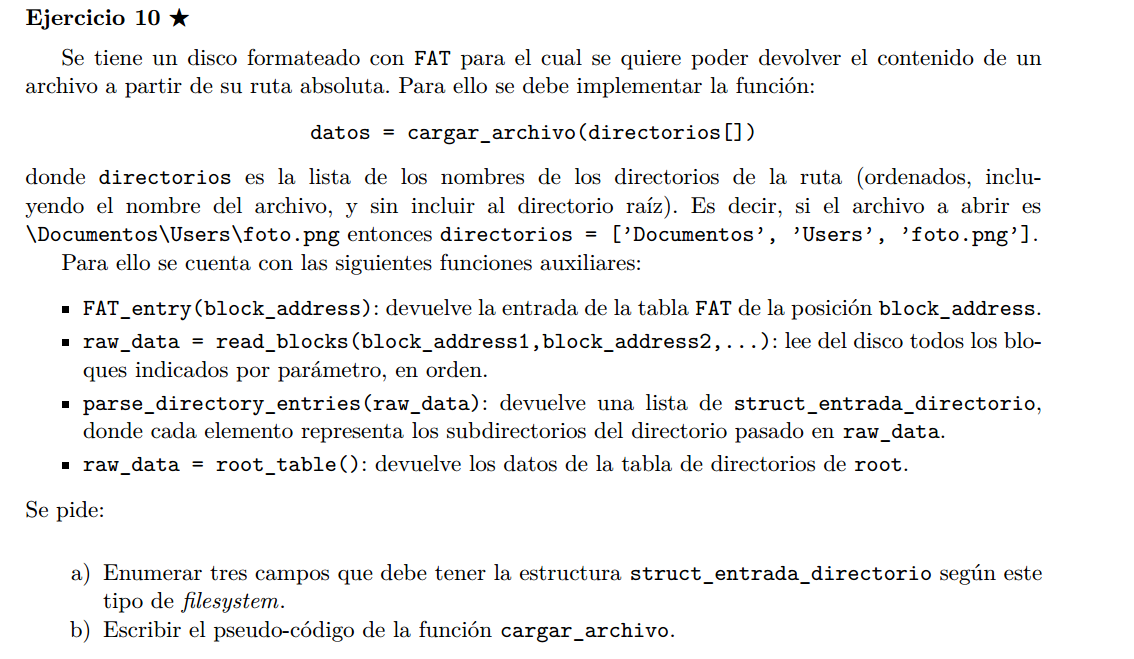 Ejercicio 10 ★
Se tiene un disco formateado con FAT para el cual se quiere poder devolver el contenido de un
archivo a partir de su ruta absoluta. Para ello se debe implementar la función:
datos = cargar_archivo(directorios[])
donde directorios es la lista de los nombres de los directorios de la ruta (ordenados, inclu-
yendo el nombre del archivo, y sin incluir al directorio raíz). Es decir, si el archivo a abrir es
\Documentos\Users\foto.png entonces directorios = [’Documentos’, ’Users’, ’foto.png’].
Para ello se cuenta con las siguientes funciones auxiliares:
▪ FAT_entry(block_address): devuelve la entrada de la tabla FAT de la posición block_address.
▪ raw_data = read_blocks(block_address1,block_address2,...): lee del disco todos los blo-
ques indicados por parámetro, en orden.
▪ parse_directory_entries(raw_data): devuelve una lista de struct_entrada_directorio,
donde cada elemento representa los subdirectorios del directorio pasado en raw_data.
▪ raw_data = root_table(): devuelve los datos de la tabla de directorios de root.
Se pide:
a) Enumerar tres campos que debe tener la estructura struct_entrada_directorio según este
tipo de filesystem.
b) Escribir el pseudo-código de la función cargar_archivo.